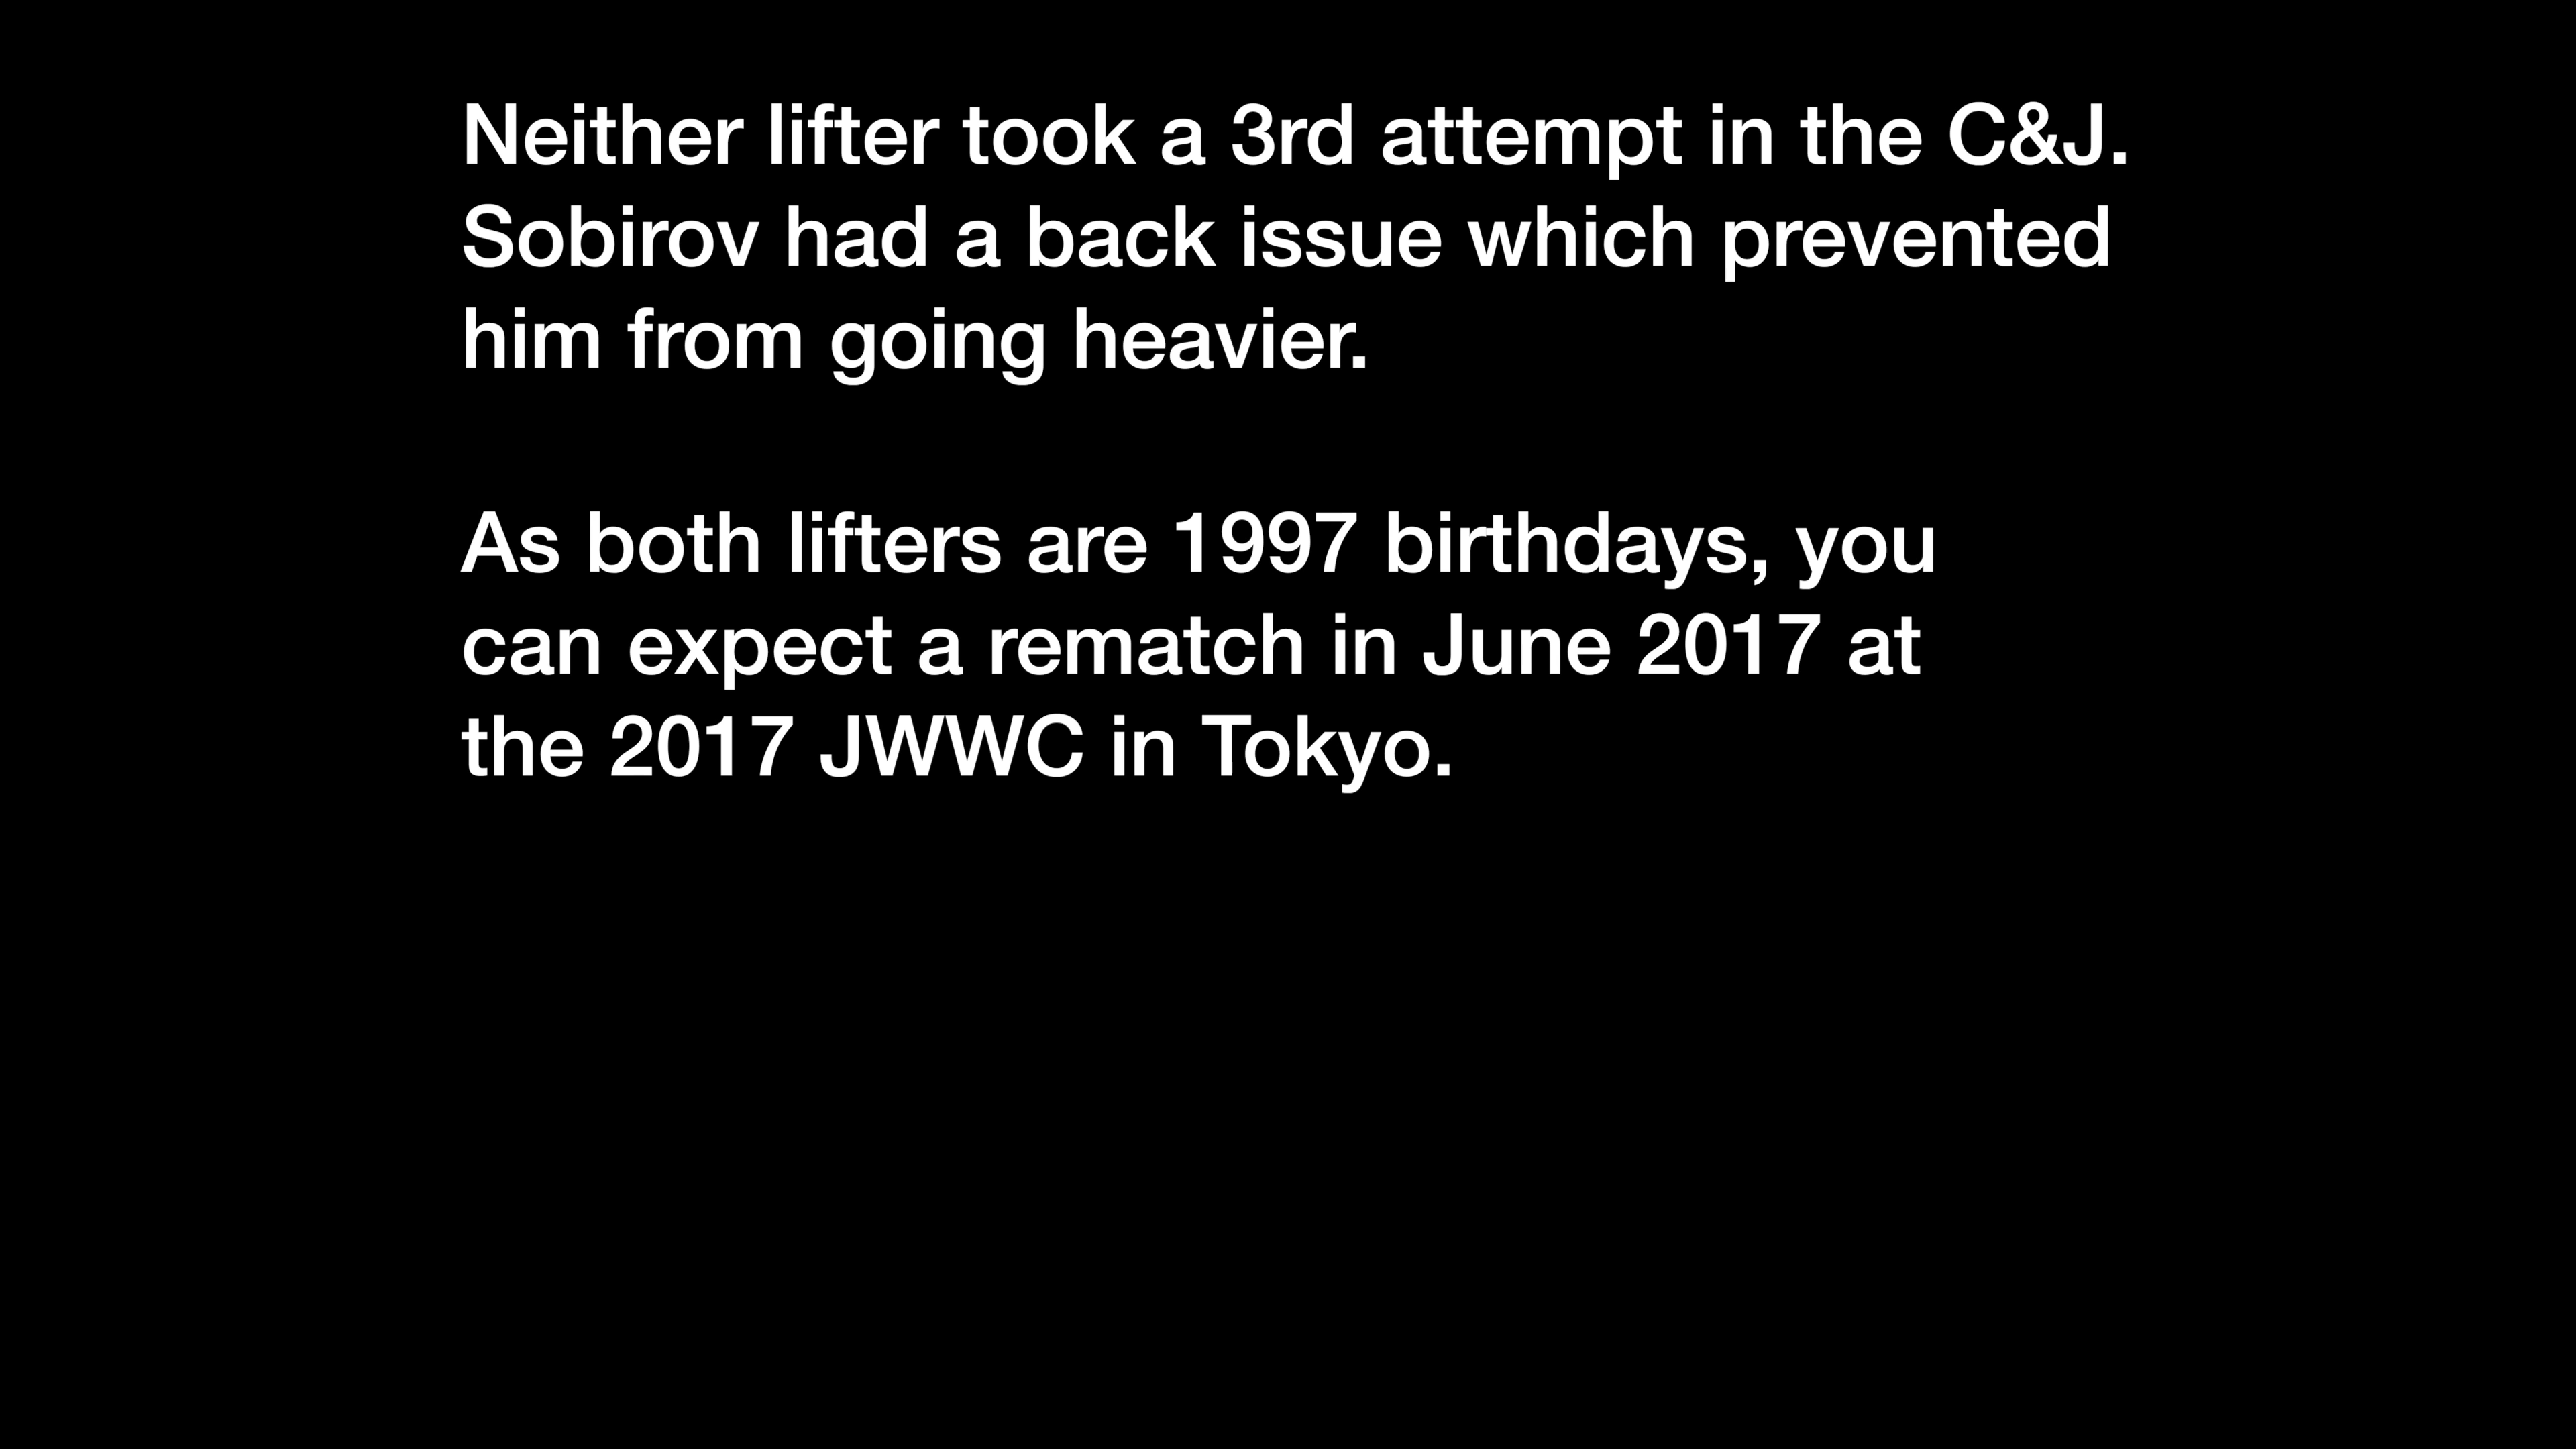 Neither lifter took a 3rd attempt in the C&J.
Sobirov had a back issue which prevented
him from going heavier.
As both lifters are 1997 birthdays, you
can expect a rematch in June 2017 at
the 2017 JWWC in Tokyo.